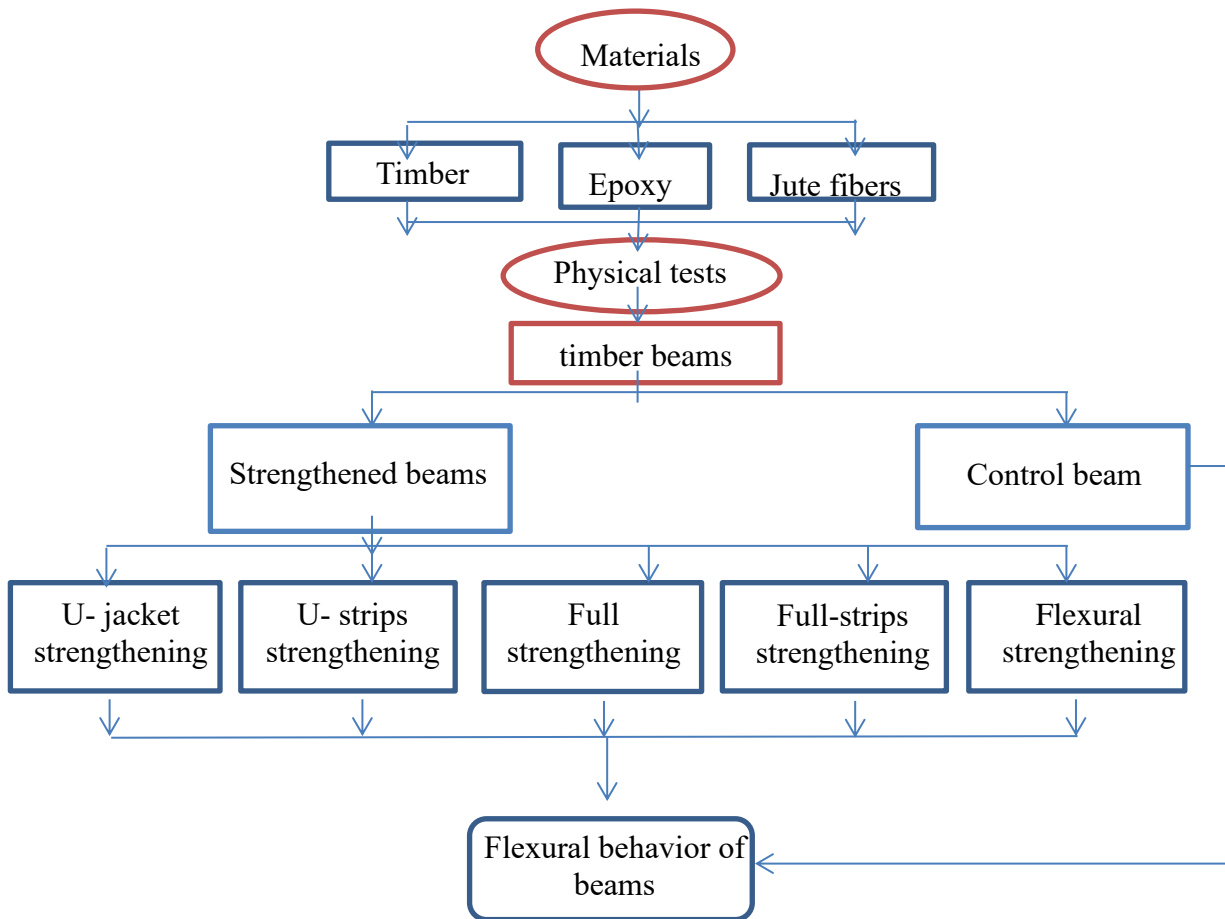 Materials
Timber
Epoxy
Jute fibers
Physical tests
timber beams
Strengthened beams
Control beam
U- jacket
strengthening
U- strips
strengthening
Full
strengthening
Full-strips
strengthening
Flexural
strengthening
Flexural behavior of
beams